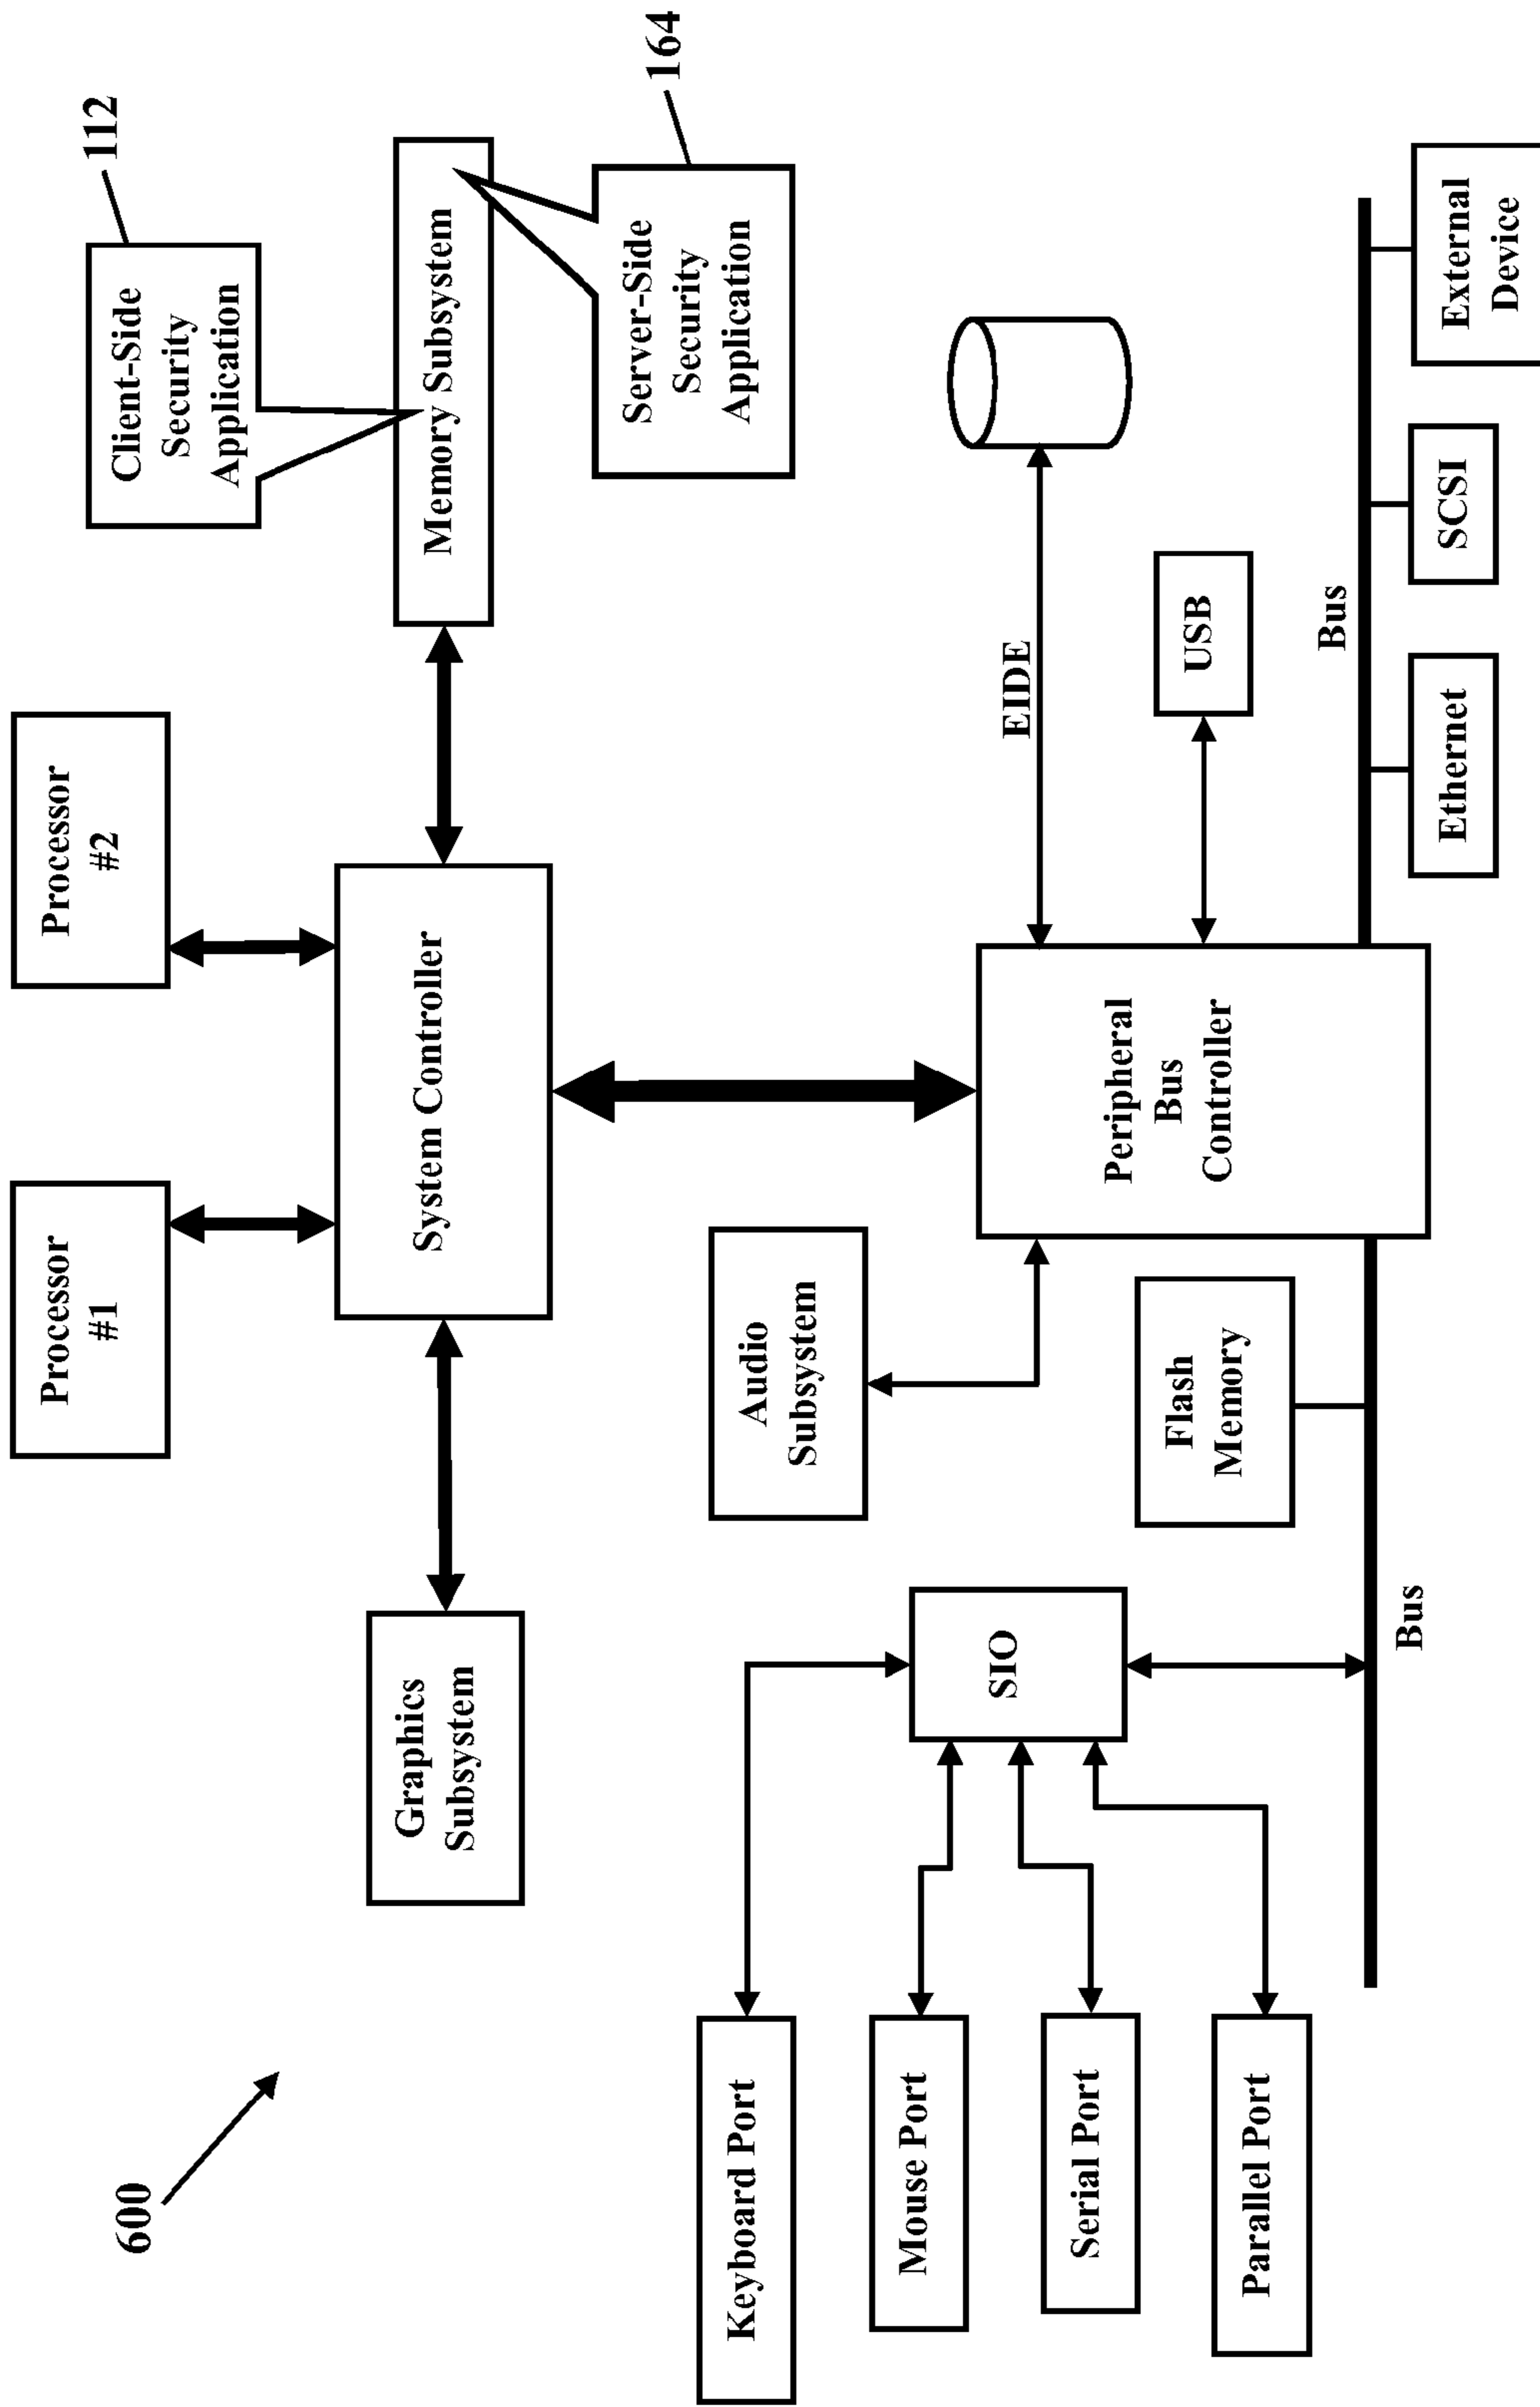 600
Processor
#1
Processor
#2
Client-Side
Security
Application
112
Graphics
Subsystem
System Controller
Memory Subsystem
Server-Side
Security
Application
164
Keyboard Port
Mouse Port
Serial Port
Parallel Port
SIO
Audio
Subsystem
Flash
Memory
Peripheral
Bus
Controller
EIDE
USB
Bus
Bus
Ethernet
SCSI
External
Device